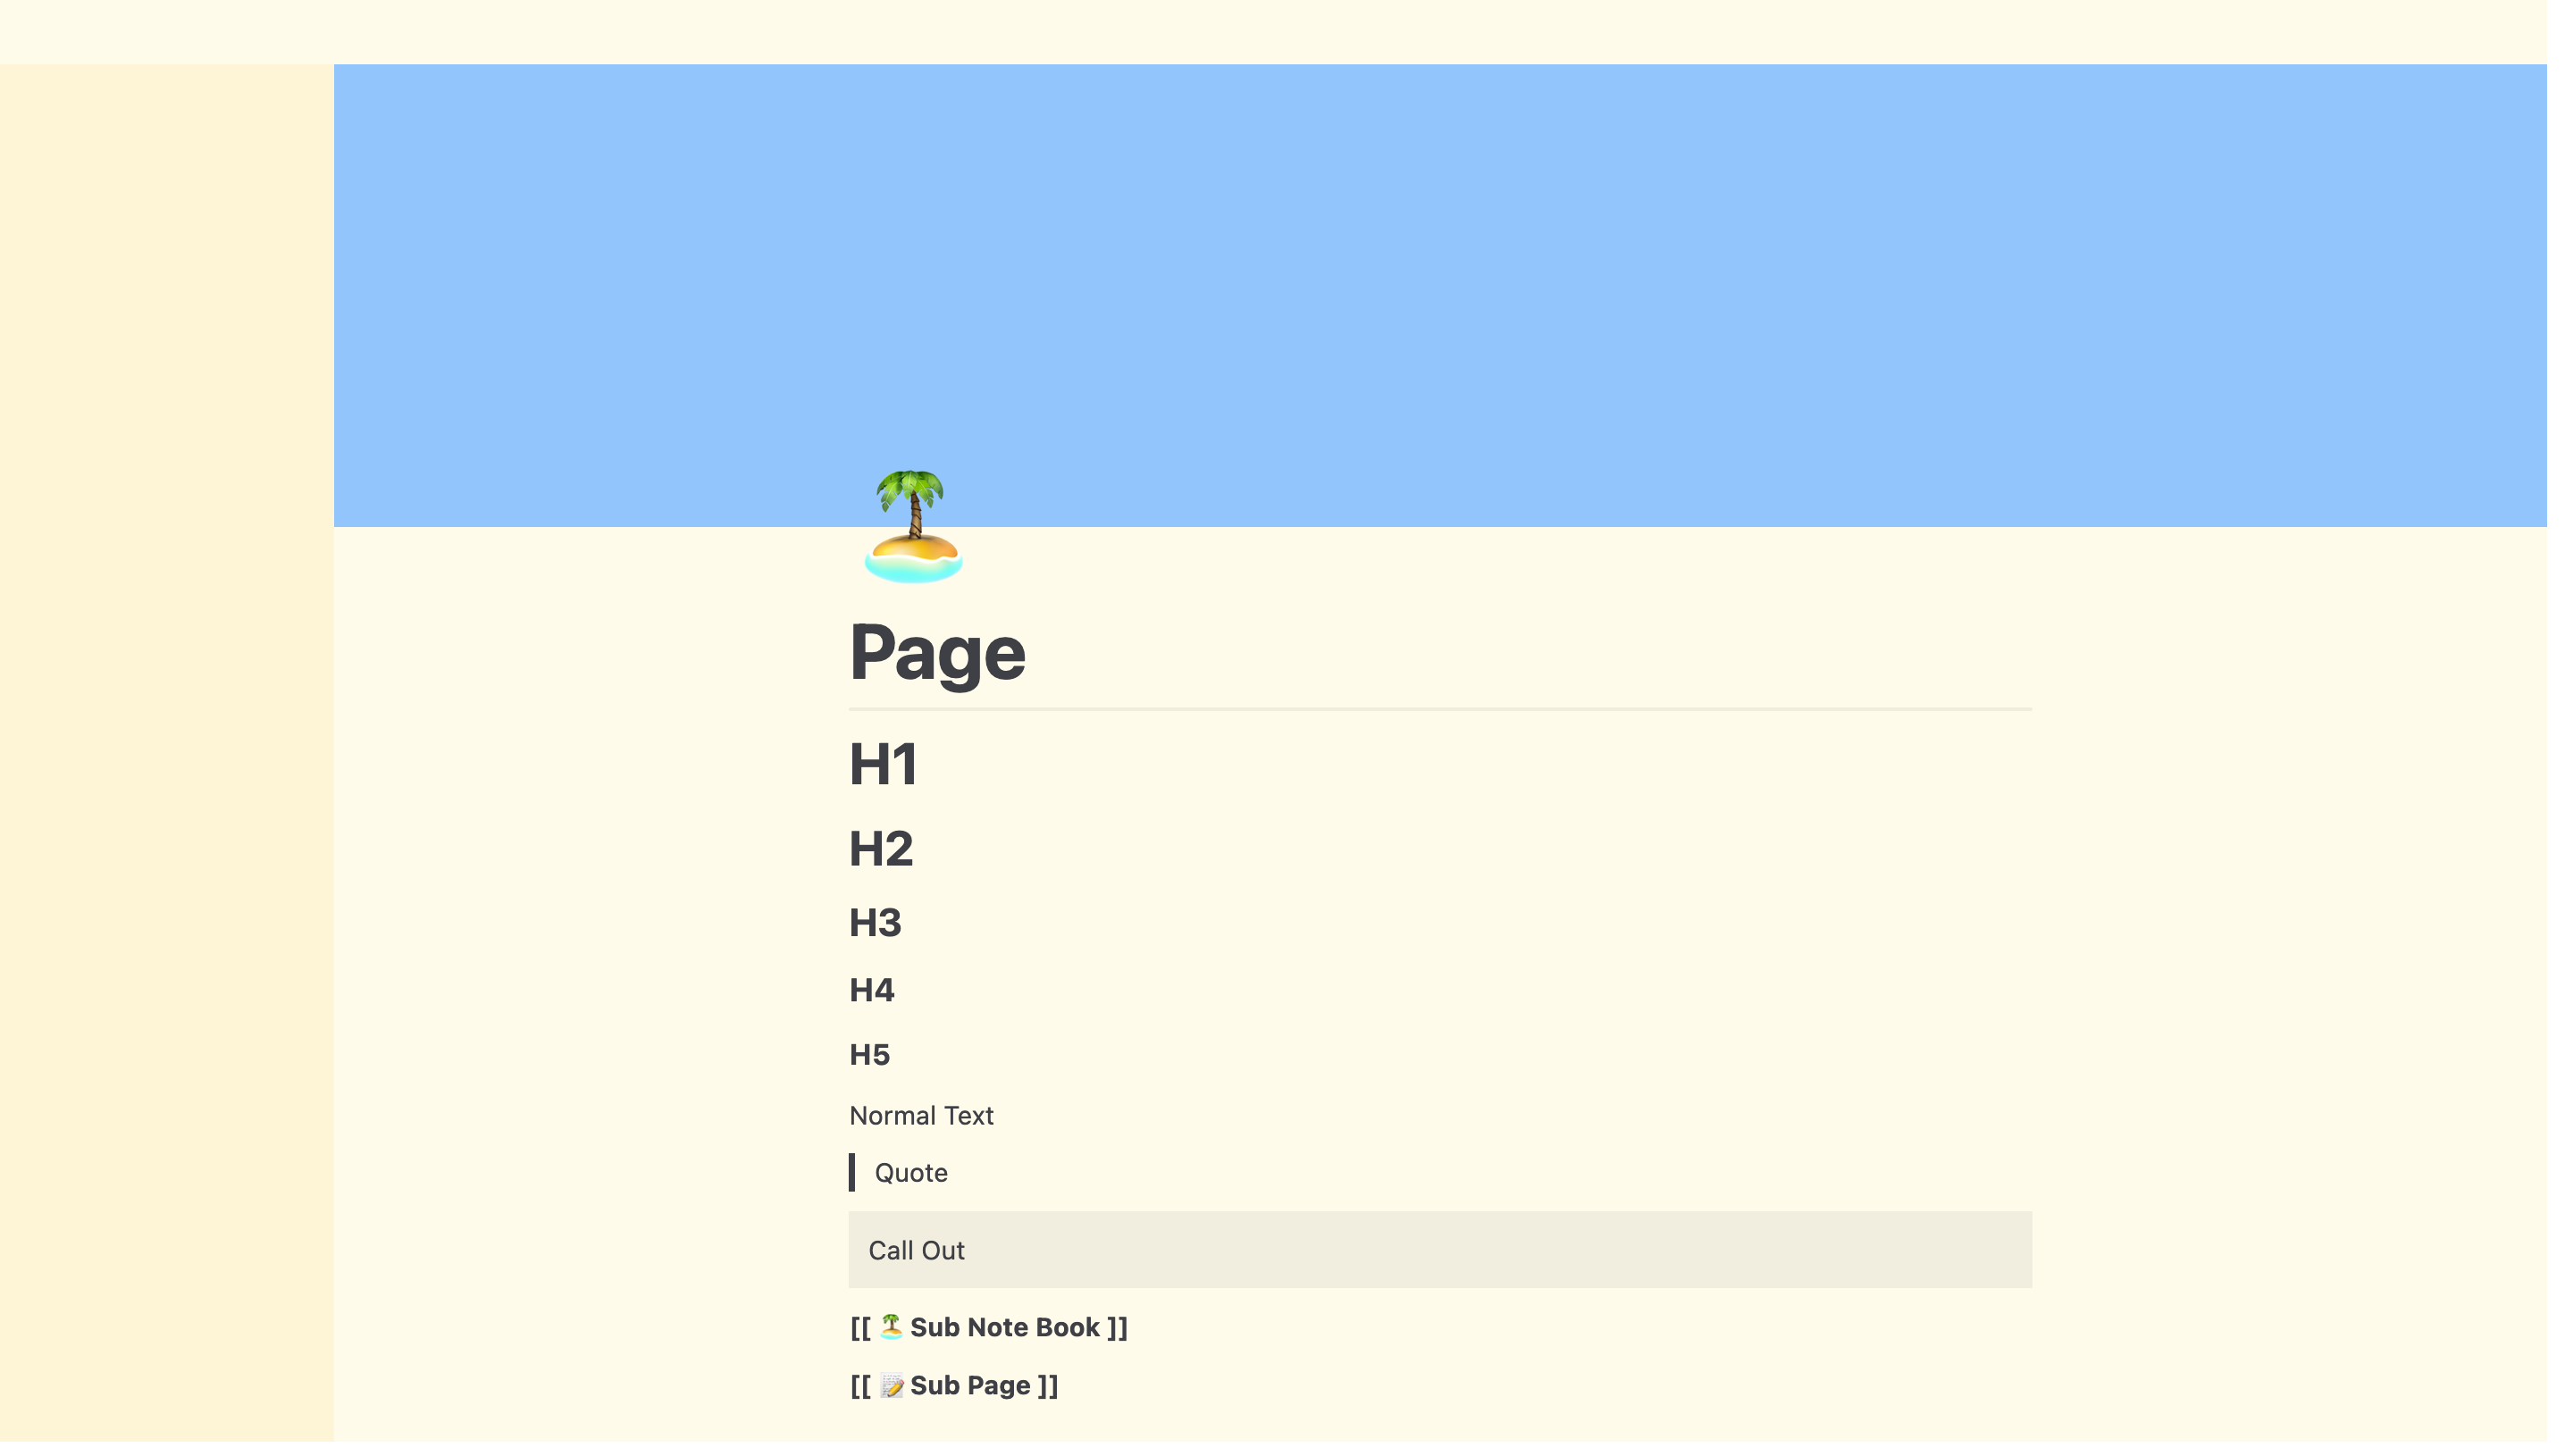 Page
H1
H2
H3
H4
H5
Normal Text
Quote
Call Out
[[ 🏝️ Sub Note Book ]]
[[ 📝 Sub Page ]]